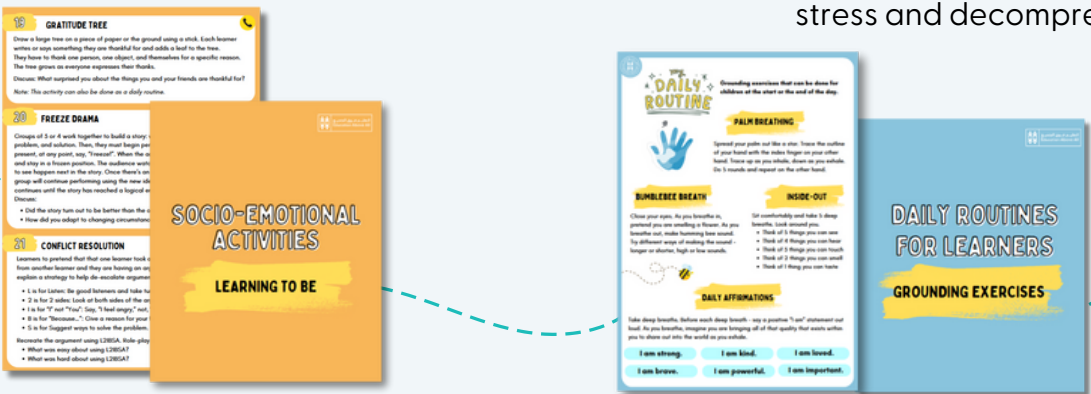 stress and decompre
19 GRATITUDE TREE
Draw a large tree on a piece of paper or the ground using a stick. Each learner
writes or says something they are thankful for and adds a leaf to the tree.
They have to thank one person, one object, and themselves for a specific reason.
The tree grows as everyone expresses their thanks.
Discuss: What surprised you about the things you and your friends are thankful for?
Note: This activity can also be done as a daily routine.
20 FREEZE DRAMA
Groups of 3 or 4 work together to build a story:
problem, and solution. Then, they must begin pe
present, at any point, say, "Freeze!". When the a
and stay in a frozen position. The audience wat
to see happen next in the story. Once there's an
group will continue performing using the new ide
continues until the story has reached a logical e
Discuss:
• Did the story turn out to be better than the o
• How did you adapt to changing circumstanc
21 CONFLICT RESOLUTION
Learners to pretend that that one learner took a
from another learner and they are having an arg
explain a strategy to help de-escalate argumen
• L is for Listen: Be good listeners and take tu
• 2 is for 2 sides: Look at both sides of the ar
• I is for "I" not "You": Say, "I feel angry," not,
• B is for "Because...": Give a reason for your
• S is for Suggest ways to solve the problem.
Recreate the argument using L2IBSA. Role-play
• What was easy about using L2IBSA?
• What was hard about using L2IBSA?
SOCIO-EMOTIONAL
ACTIVITIES
LEARNING TO BE
My
DAILY
ROUTINE
Grounding exercises that can be done for
children at the start or the end of the day.
PALM BREATHING
Spread your palm out like a star. Trace the outline
of your hand with the index finger on your other
hand. Trace up as you inhale, down as you exhale.
Do 5 rounds and repeat on the other hand.
BUMBLEBEE BREATH
Close your eyes. As you breathe in,
pretend you are smelling a flower. As you
breathe out, make humming bee sound.
Try different ways of making the sound -
longer or shorter, high or low sounds.
INSIDE-OUT
Sit comfortably and take 5 deep
breaths. Look around you.
• Think of 5 things you can see
• Think of 4 things you can hear
• Think of 3 things you can touch
• Think of 2 things you can smell
• Think of 1 thing you can taste
DAILY AFFIRMATIONS
Take deep breaths. Before each deep breath - say a positive "I am" statement out
loud. As you breathe, imagine you are bringing all of that quality that exists within
you to share out into the world as you exhale.
I am strong. I am kind. I am loved.
I am brave. I am powerful. I am important.
DAILY ROUTINES
FOR LEARNERS
GROUNDING EXERCISES